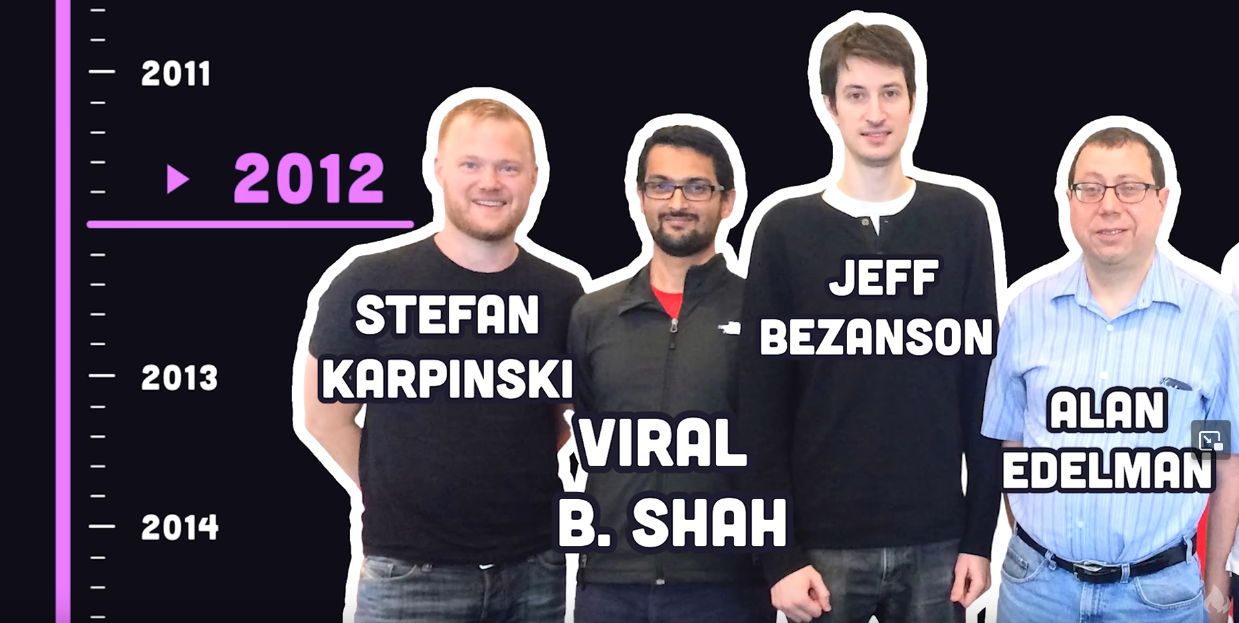 2011
2012
2013
2014
STEFAN
KARPINSKI
VIRAL
B. SHAH
JEFF
BEZANSON
ALAN
EDELMAN